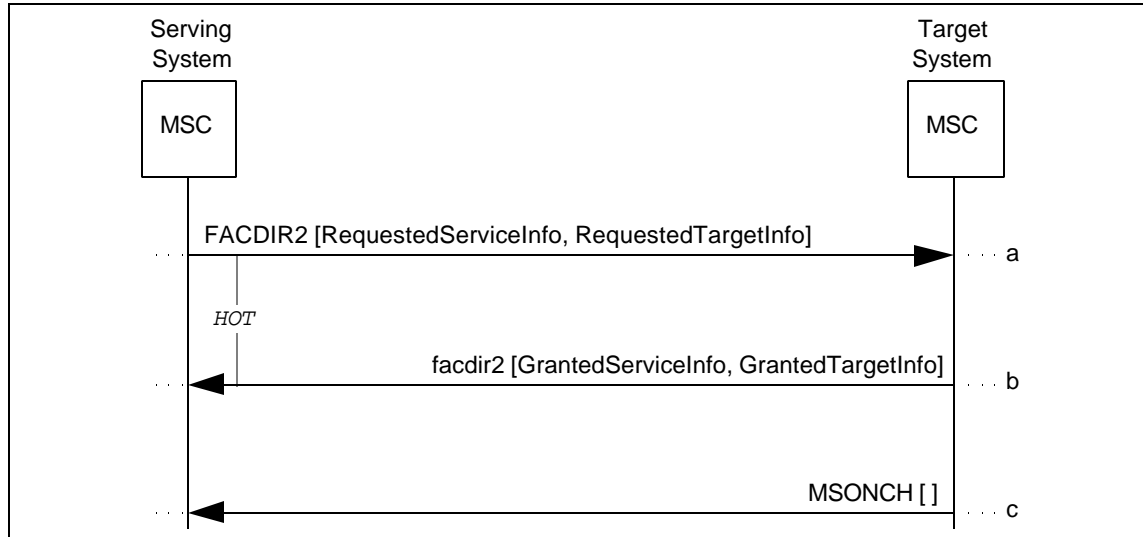 Serving
System
Target
System
MSC
MSC
FACDIR2 [RequestedServiceInfo, RequestedTargetInfo]
a
HOT
facdir2 [GrantedServiceInfo, GrantedTargetInfo]
b
MSONCH [ ]
c